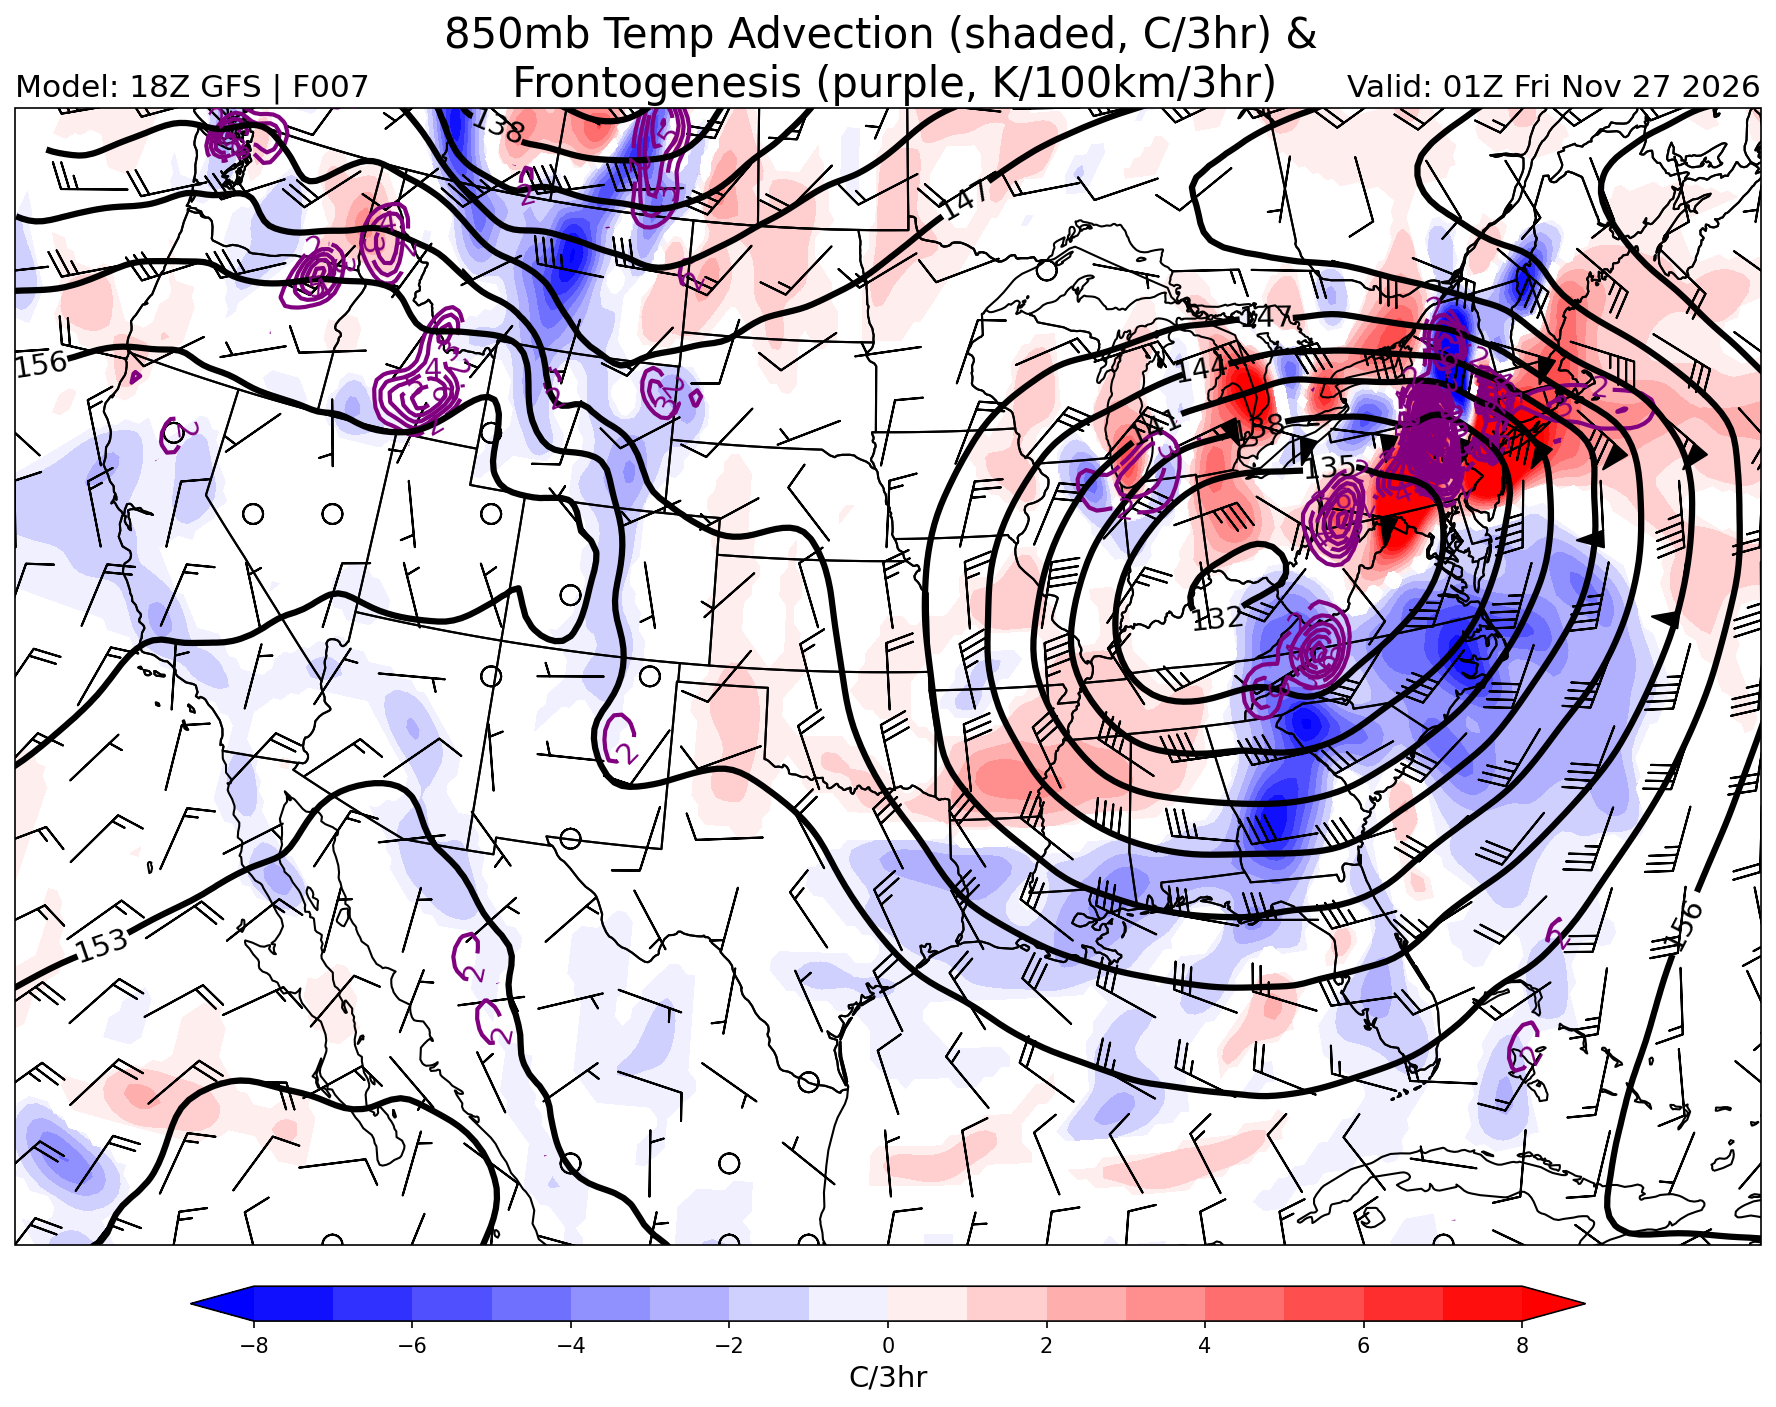 850mb Temp Advection (shaded, C/3hr) &
Frontogenesis (purple, K/100km/3hr)
Model: 18Z GFS | F007
Valid: 01Z Fri Nov 27 2026
138
147
156
147
144
141
138
135
132
153
156
−8 −6 −4 −2 0 2 4 6 8
C/3hr